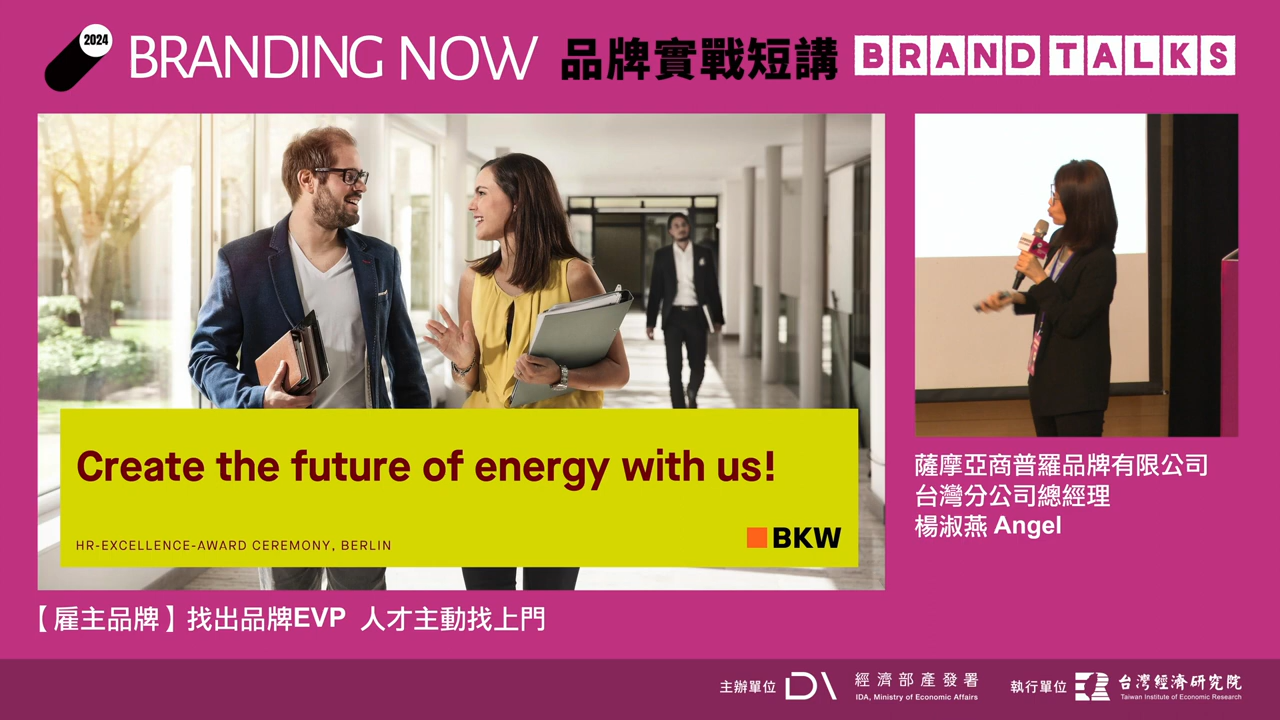 2024
BRANDING NOW 品牌實戰短講 BRAND TALKS
Create the future of energy with us!
HR-EXCELLENCE-AWARD CEREMONY, BERLIN
BKW
薩摩亞商普羅品牌有限公司
台灣分公司總經理
楊淑燕 Angel
【雇主品牌】找出品牌EVP 人才主動找上門
主辦單位 IDA 經濟部產業發展署
IDA, Ministry of Economic Affairs
執行單位 台灣經濟研究院
Taiwan Institute of Economic Research